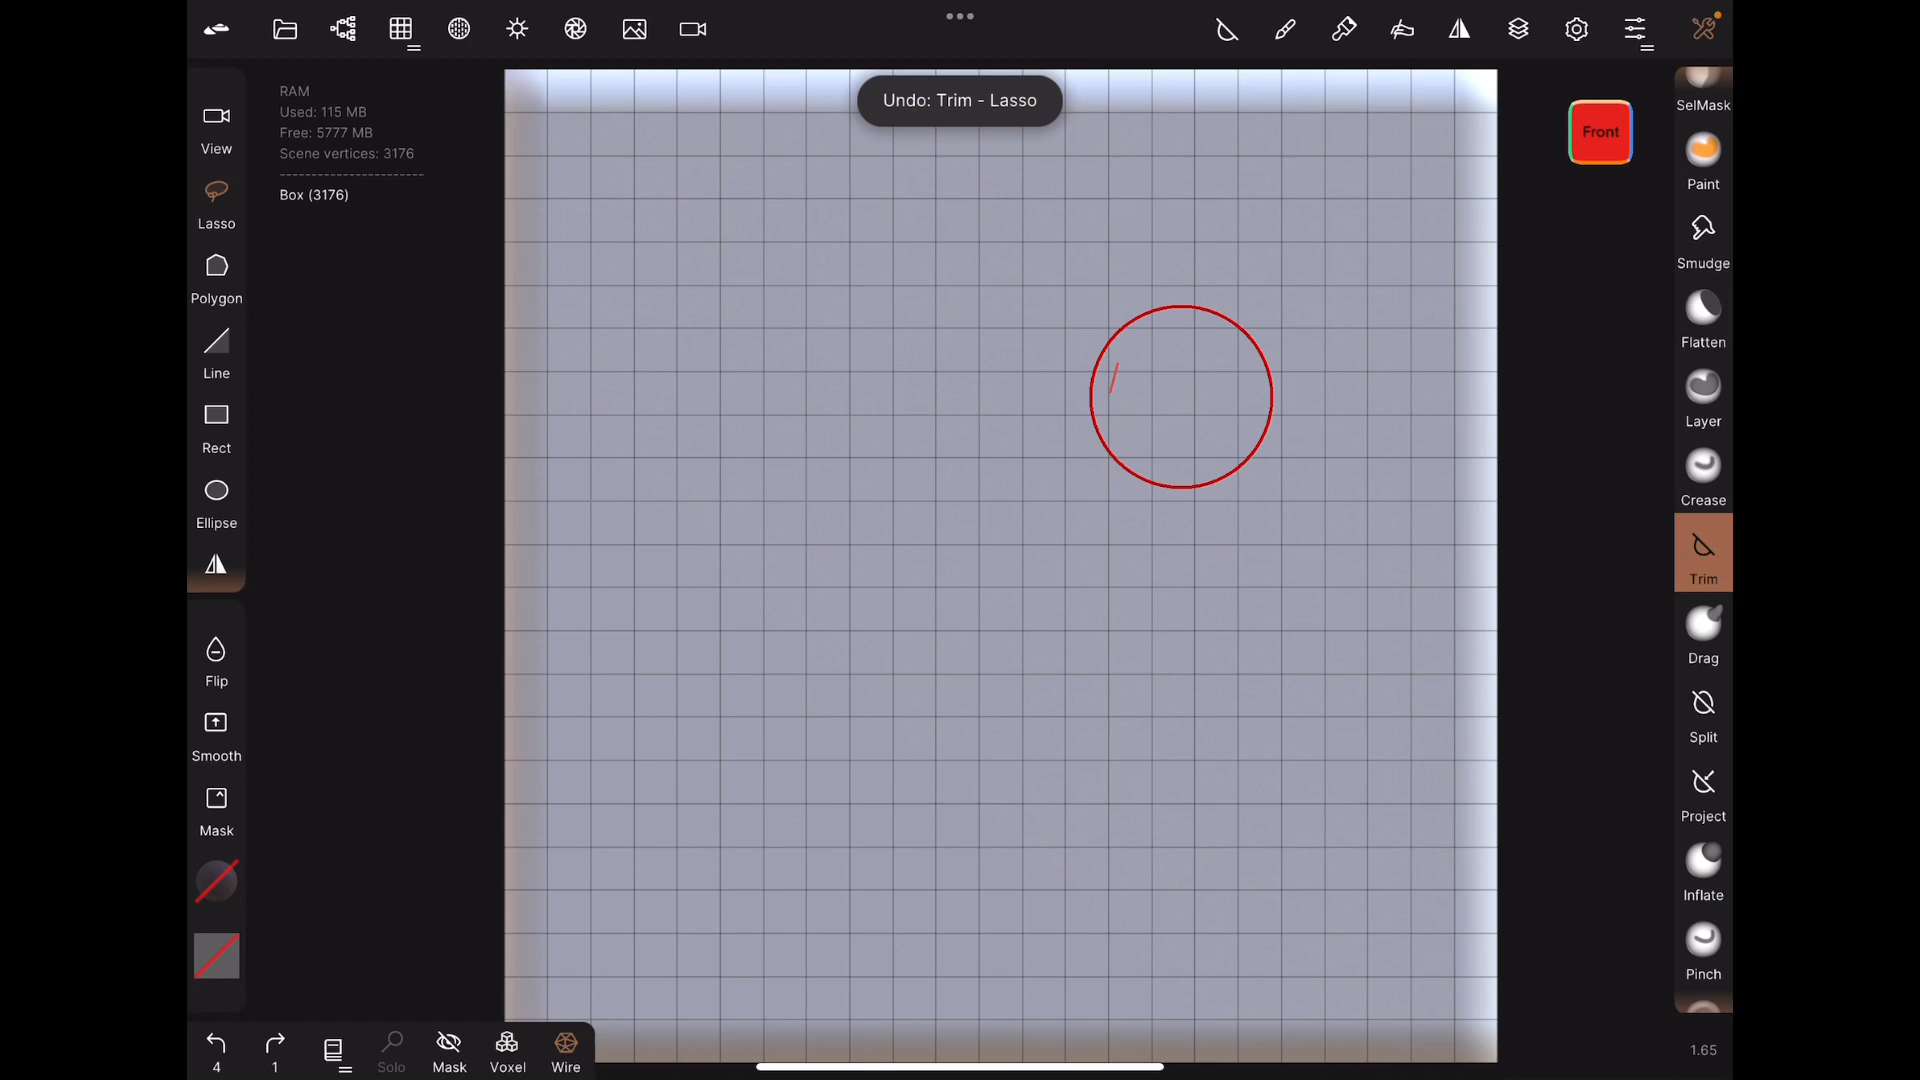 Undo: Trim - Lasso
RAM
Used: 115 MB
Free: 5777 MB
Scene vertices: 3176
------------------------
Box (3176)
Front
View
Lasso
Polygon
Line
Rect
Ellipse
Flip
Smooth
Mask
SelMask
Paint
Smudge
Flatten
Layer
Crease
Trim
Drag
Split
Project
Inflate
Pinch
4
1
Solo
Mask
Voxel
Wire
1.65